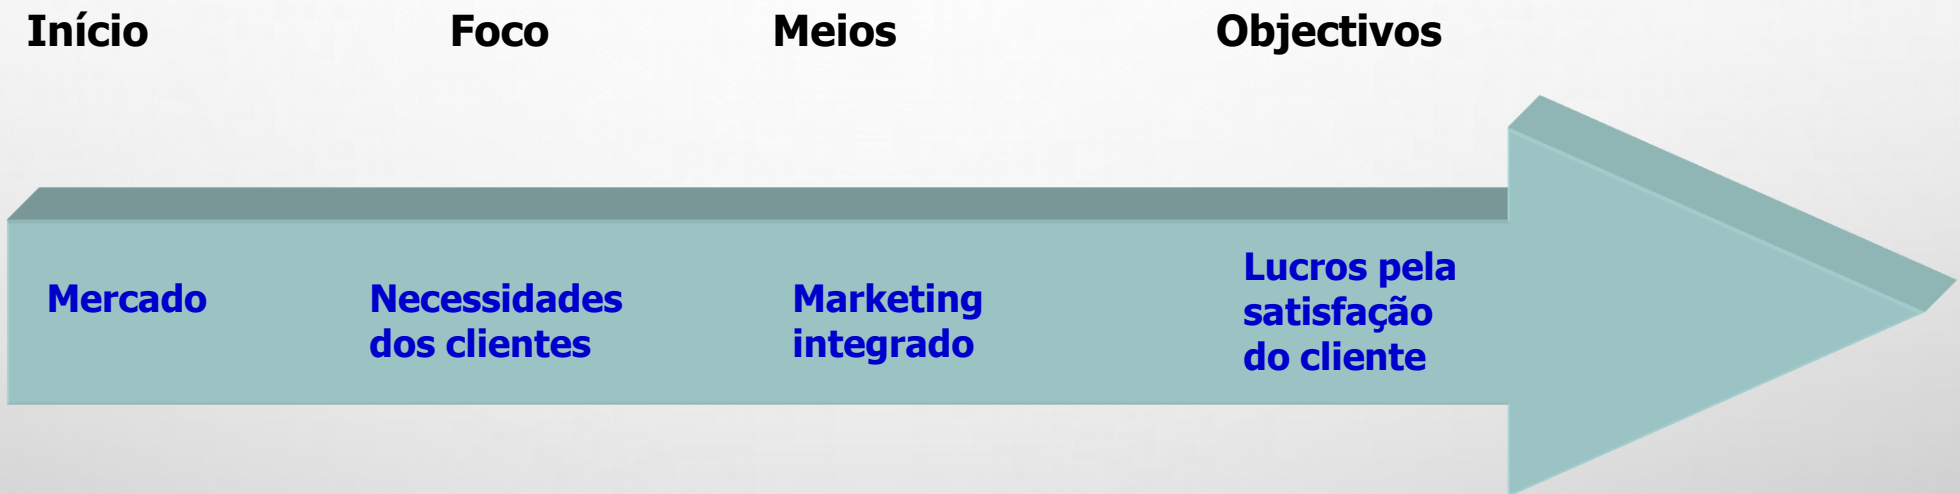 Início Foco Meios Objectivos
Mercado
Necessidades
dos clientes
Marketing
integrado
Lucros pela
satisfação
do cliente